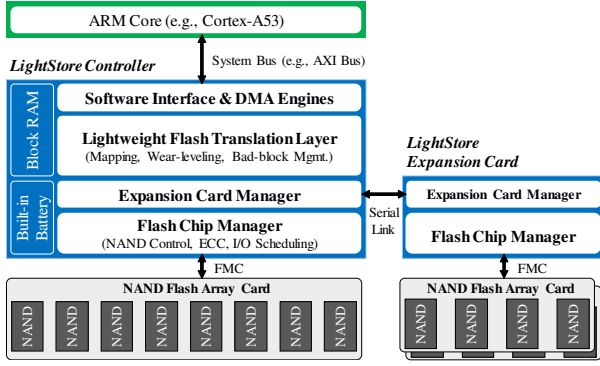 ARM Core (e.g., Cortex-A53)
System Bus (e.g., AXI Bus)
LightStore Controller
Block RAM
Software Interface & DMA Engines
Lightweight Flash Translation Layer
(Mapping, Wear-leveling, Bad-block Mgmt.)
Built-in
Battery
Expansion Card Manager
Flash Chip Manager
(NAND Control, ECC, I/O Scheduling)
FMC
NAND Flash Array Card
NAND
NAND
NAND
NAND
NAND
NAND
NAND
NAND
Serial
Link
LightStore
Expansion Card
Expansion Card Manager
Flash Chip Manager
FMC
NAND Flash Array Card
NAND
NAND
NAND
NAND